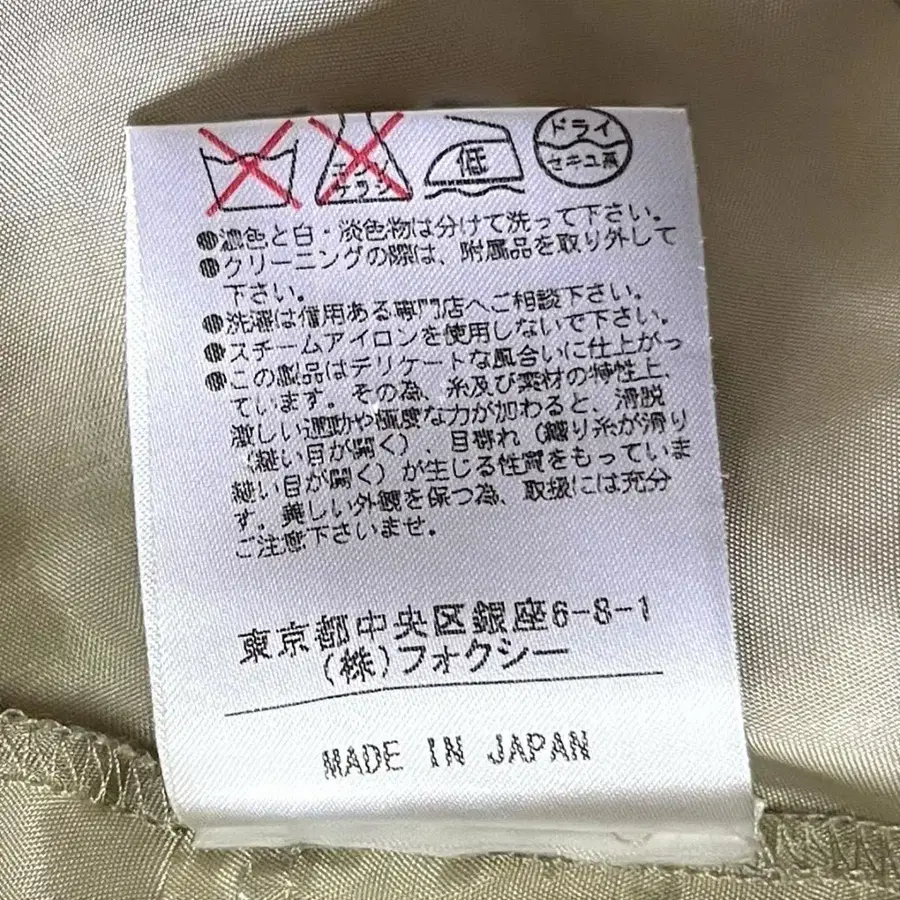 エンソ
サラシ
低
ドライ
セキユ系
●濃色と白・淡色物は分けて洗って下さい。
●クリーニングの際は、附属品を取り外して
下さい。
●洗濯は信用ある専門店へご相談下さい。
●スチームアイロンを使用しないで下さい。
●この製品はデリケートな風合いに仕上がっ
ています。その為、糸及び素材の特性上、
激しい運動や極度な力が加わると、滑脱
(縫い目が開く)、目寄れ(織り糸が滑り
縫い目が開く)が生じる性質をもっていま
す。美しい外観を保つ為、取扱には充分
ご注意下さいませ。
東京都中央区銀座6-8-1
(株)フォクシー
MADE IN JAPAN